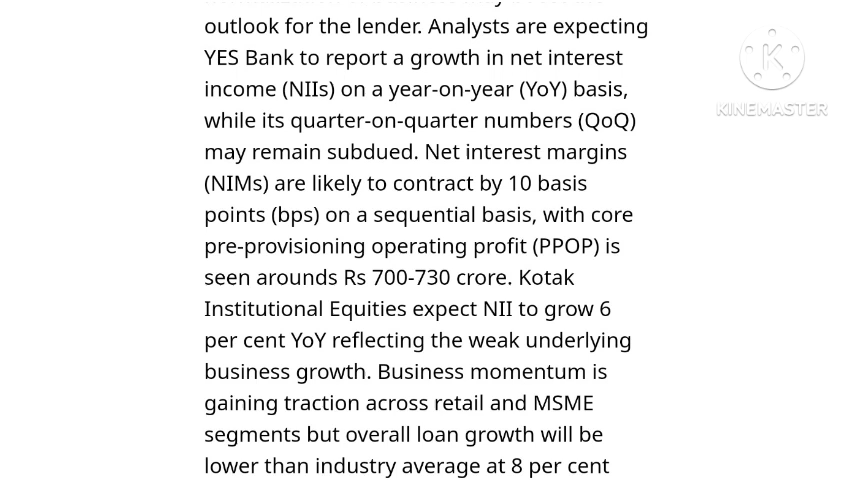 outlook for the lender. Analysts are expecting
YES Bank to report a growth in net interest
income (NIIs) on a year-on-year (YoY) basis,
while its quarter-on-quarter numbers (QoQ)
may remain subdued. Net interest margins
(NIMs) are likely to contract by 10 basis
points (bps) on a sequential basis, with core
pre-provisioning operating profit (PPOP) is
seen arounds Rs 700-730 crore. Kotak
Institutional Equities expect NII to grow 6
per cent YoY reflecting the weak underlying
business growth. Business momentum is
gaining traction across retail and MSME
segments but overall loan growth will be
lower than industry average at 8 per cent
KINEMASTER